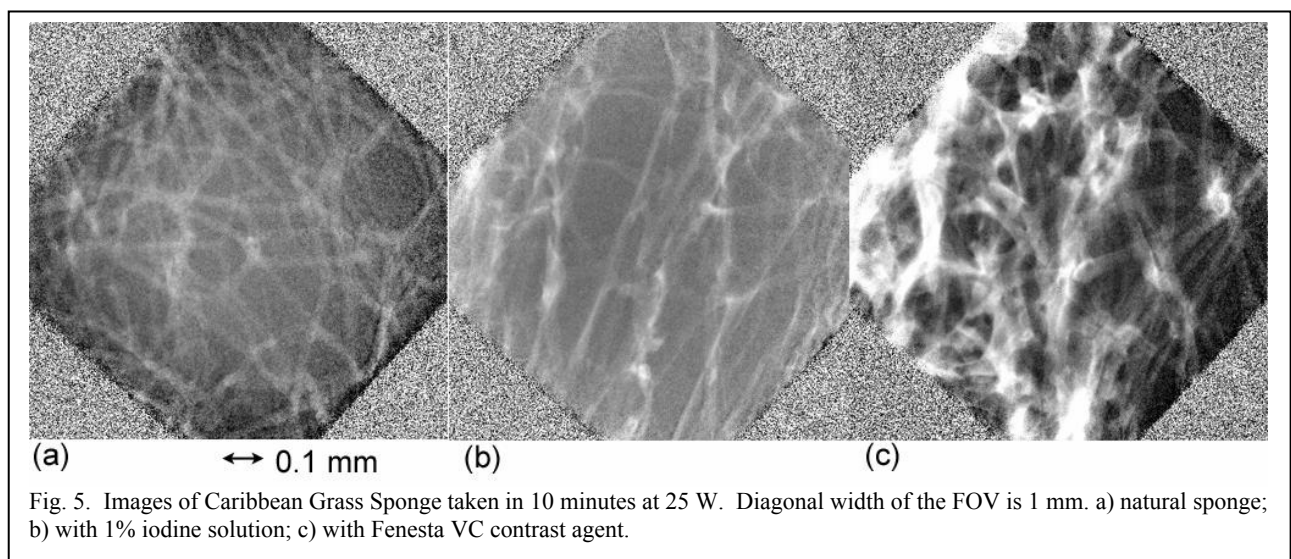 (a)
0.1 mm
(b)
(c)
Fig. 5. Images of Caribbean Grass Sponge taken in 10 minutes at 25 W. Diagonal width of the FOV is 1 mm. a) natural sponge;
b) with 1% iodine solution; c) with Fenesta VC contrast agent.